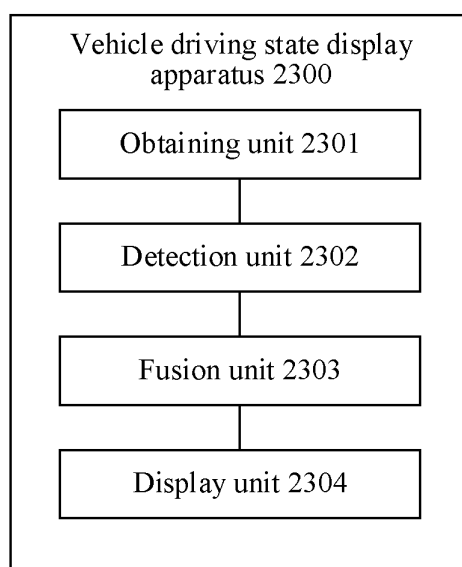 Vehicle driving state display
apparatus 2300
Obtaining unit 2301
Detection unit 2302
Fusion unit 2303
Display unit 2304